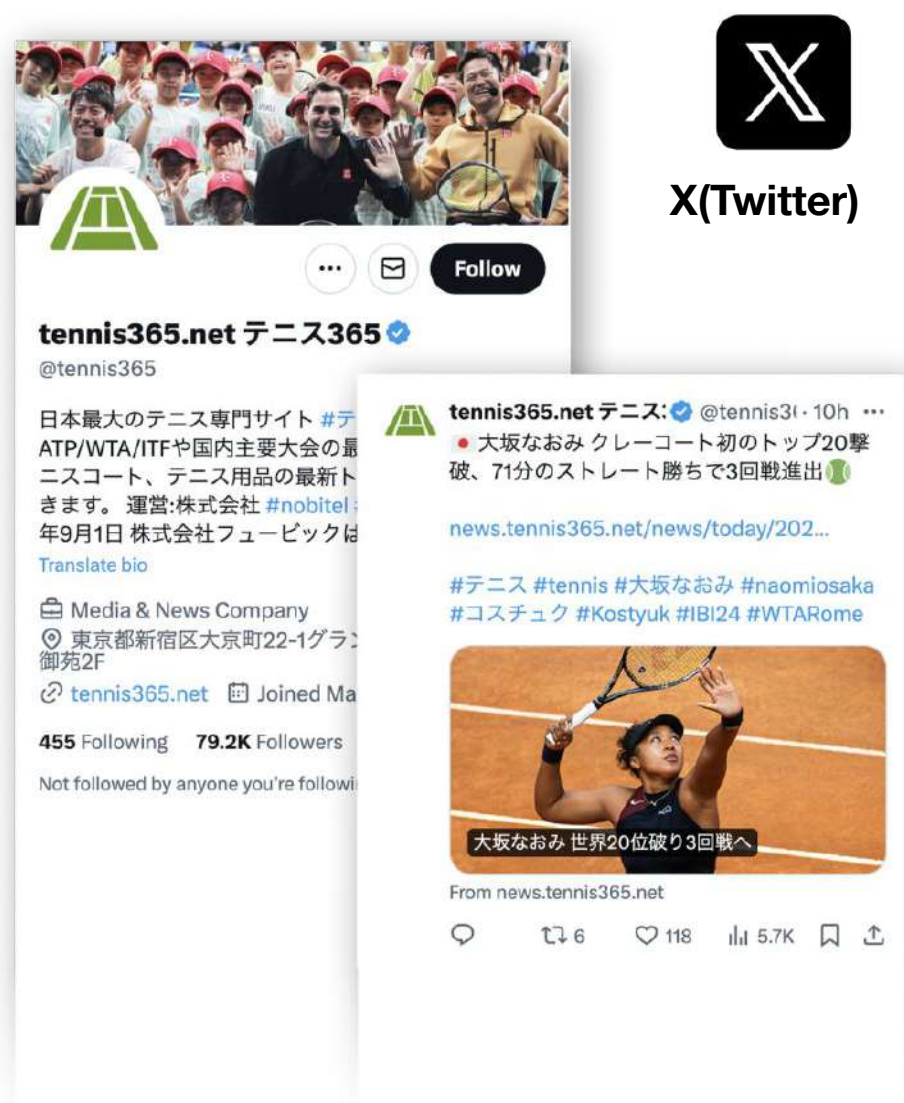 X(Twitter)
Follow
tennis365.net テニス365
@tennis365
日本最大のテニス専門サイト #テ
ATP/WTA/ITFや国内主要大会の最
ニスコート、テニス用品の最新ト
きます。 運営:株式会社 #nobitel
年9月1日 株式会社フュービックは
Translate bio
Media & News Company
東京都新宿区大京町22-1グラン
御苑2F
tennis365.net Joined Ma
455 Following 79.2K Followers
Not followed by anyone you're followi
tennis365.net テニス: @tennis3 · 10h
大坂なおみ クレーコート初のトップ20撃
破、71分のストレート勝ちで3回戦進出
news.tennis365.net/news/today/202...
#テニス #tennis #大坂なおみ #naomiosaka
#コスチュク #Kostyuk #IBI24 #WTARome
大坂なおみ 世界20位破り3回戦へ
From news.tennis365.net
6 118 5.7K